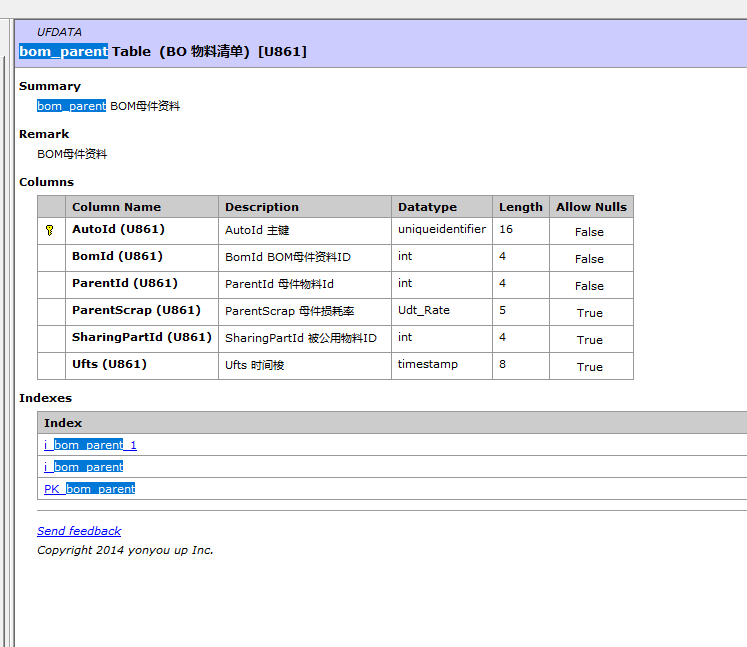 UFDATA
bom_parent Table（BO 物料清单）[U861]
Summary
bom_parent BOM母件资料
Remark
BOM母件资料
Columns
Column Name Description Datatype Length Allow Nulls
AutoId (U861) AutoId 主键 uniqueidentifier 16 False
BomId (U861) BomId BOM母件资料ID int 4 False
ParentId (U861) ParentId 母件物料Id int 4 False
ParentScrap (U861) ParentScrap 母件损耗率 Udt_Rate 5 True
SharingPartId (U861) SharingPartId 被公用物料ID int 4 True
Ufts (U861) Ufts 时间梭 timestamp 8 True
Indexes
Index
i_bom_parent_1
i_bom_parent
PK_bom_parent
Send feedback
Copyright 2014 yonyou up Inc.